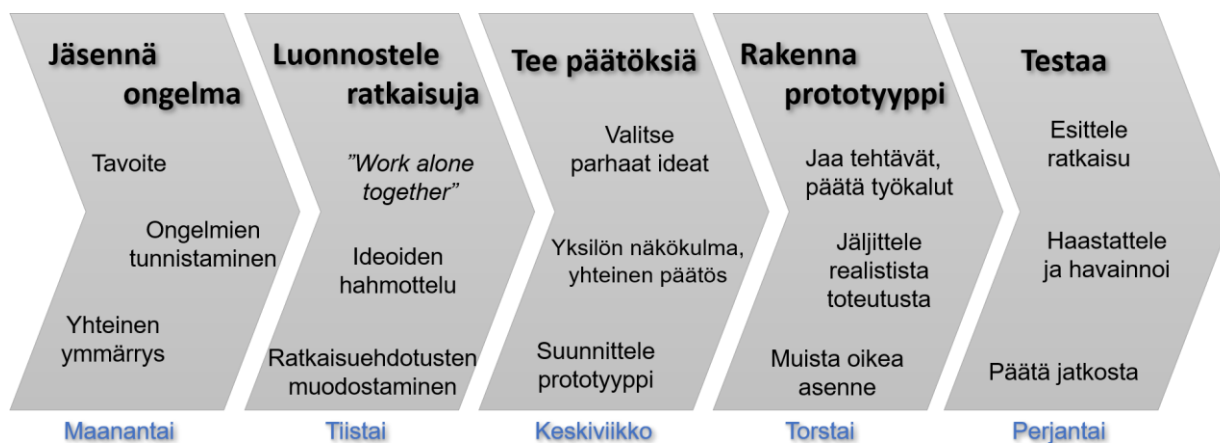 Jäsennä
ongelma
Tavoite
Ongelmien
tunnistaminen
Yhteinen
ymmärrys
Maanantai
Luonnostele
ratkaisuja
”Work alone
together”
Ideoiden
hahmottelu
Ratkaisuehdotusten
muodostaminen
Tiistai
Tee päätöksiä
Valitse
parhaat ideat
Yksilön näkökulma,
yhteinen päätös
Suunnittele
prototyyppi
Keskiviikko
Rakenna
prototyyppi
Jaa tehtävät,
päätä työkalut
Jäljittele
realistista
toteutusta
Muista oikea
asenne
Torstai
Testaa
Esittele
ratkaisu
Haastattele
ja havainnoi
Päätä jatkosta
Perjantai